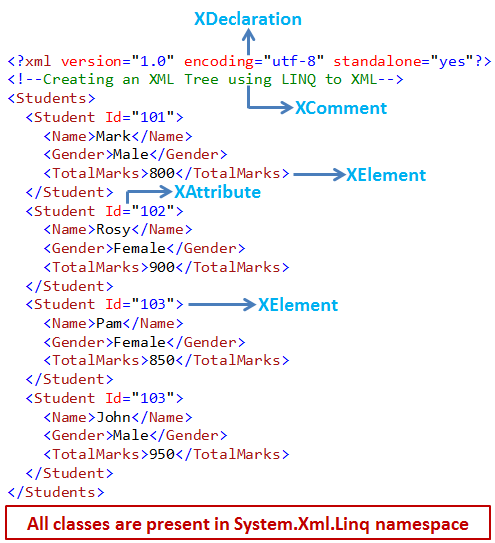 XDeclaration
<?xml version="1.0" encoding="utf-8" standalone="yes"?>
<!--Creating an XML Tree using LINQ to XML-->
<Students>
XComment
<Student Id="101">
<Name>Mark</Name>
<Gender>Male</Gender>
<TotalMarks>800</TotalMarks> XElement
</Student> XAttribute
<Student Id="102">
<Name>Rosy</Name>
<Gender>Female</Gender>
<TotalMarks>900</TotalMarks>
</Student>
<Student Id="103"> XElement
<Name>Pam</Name>
<Gender>Female</Gender>
<TotalMarks>850</TotalMarks>
</Student>
<Student Id="103">
<Name>John</Name>
<Gender>Male</Gender>
<TotalMarks>950</TotalMarks>
</Student>
</Students>
All classes are present in System.Xml.Linq namespace